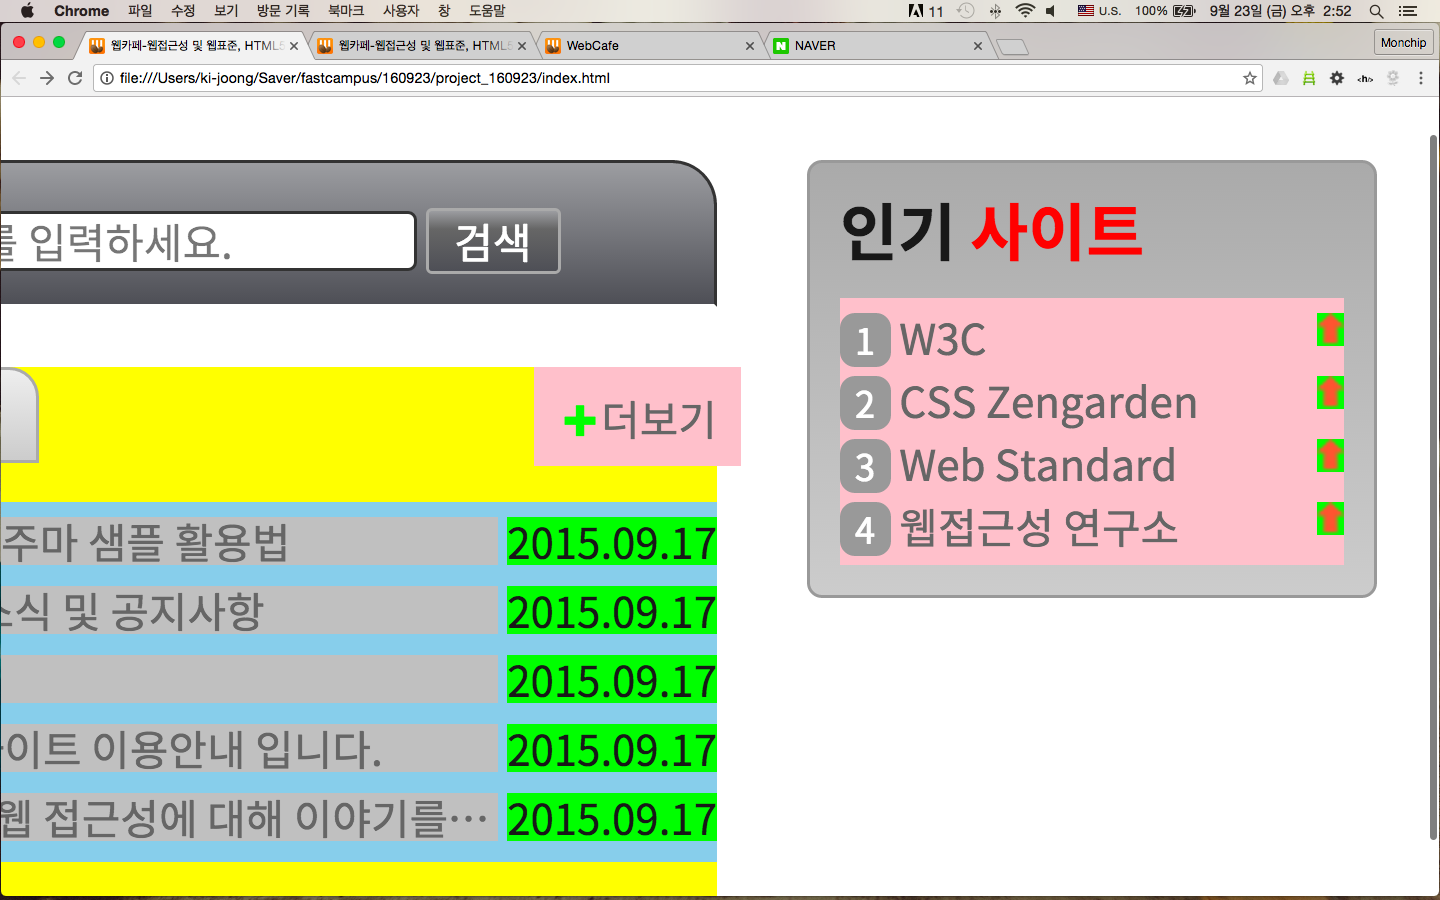 Chrome 파일 수정 보기 방문 기록 북마크 사용자 창 도움말 11 U.S. 100% 9월 23일 (금) 오후 2:52
웹카페-웹접근성 및 웹표준, HTML5 웹카페-웹접근성 및 웹표준, HTML5 WebCafe NAVER Monchip
file:///Users/ki-joong/Saver/fastcampus/160923/project_160923/index.html
를 입력하세요. 검색
더보기
주마 샘플 활용법 2015.09.17
소식 및 공지사항 2015.09.17
2015.09.17
이트 이용안내 입니다. 2015.09.17
웹 접근성에 대해 이야기를… 2015.09.17
인기 사이트
1 W3C
2 CSS Zengarden
3 Web Standard
4 웹접근성 연구소